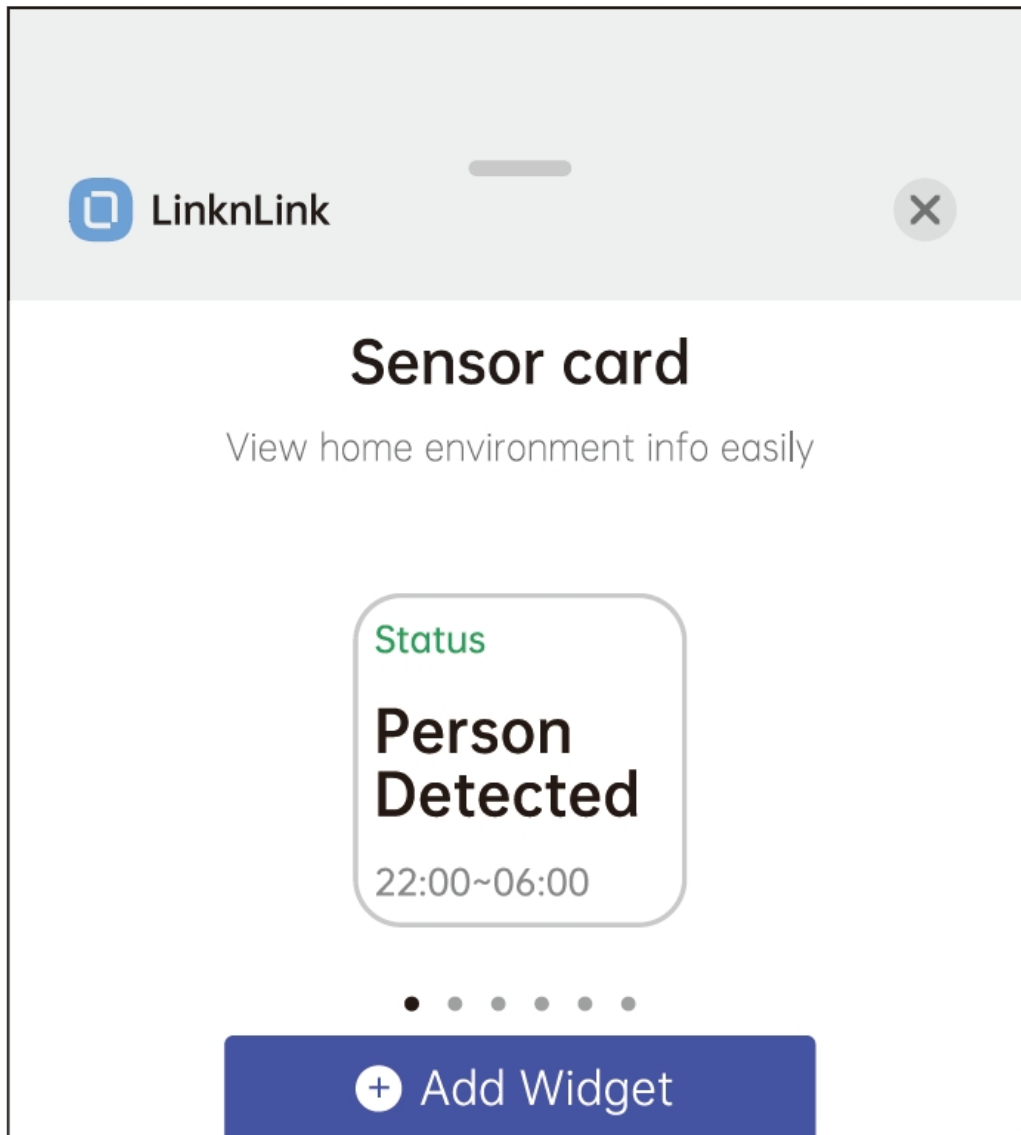 LinknLink
Sensor card
View home environment info easily
Status
Person
Detected
22:00~06:00
Add Widget